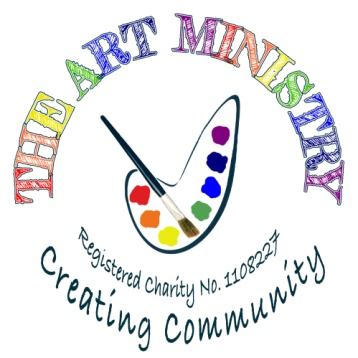 THE ART MINISTRY
Registered Charity No. 1108227
Creating Community